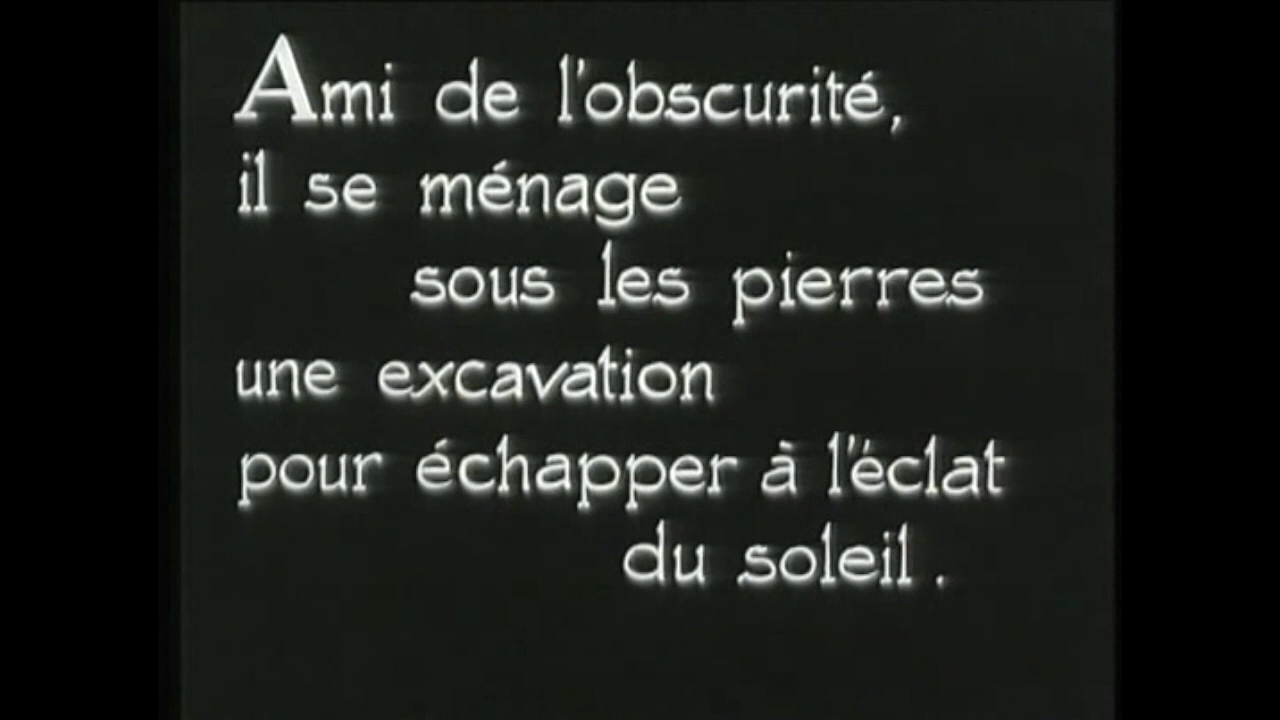 Ami de l'obscurité,
il se ménage
sous les pierres
une excavation
pour échapper à l'éclat
du soleil.